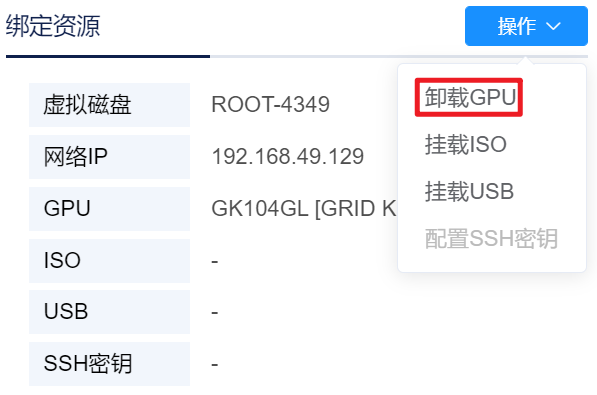 绑定资源
操作
虚拟磁盘 ROOT-4349
网络IP 192.168.49.129
GPU GK104GL [GRID K
ISO -
USB -
SSH密钥 -
卸载GPU
挂载ISO
挂载USB
配置SSH密钥